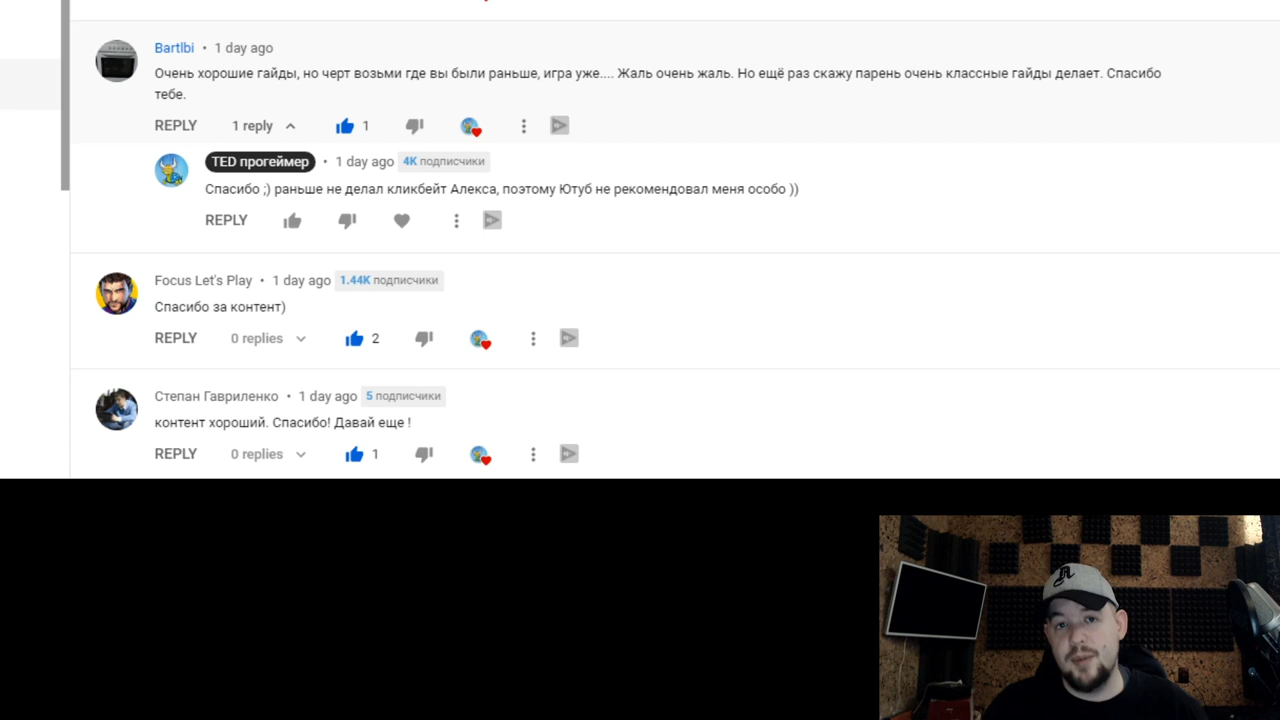 Bartlbi • 1 day ago
Очень хорошие гайды, но черт возьми где вы были раньше, игра уже.... Жаль очень жаль. Но ещё раз скажу парень очень классные гайды делает. Спасибо
тебе.
REPLY 1 reply 1
TED прогеймер • 1 day ago 4K подписчики
Спасибо ;) раньше не делал кликбейт Алекса, поэтому Ютуб не рекомендовал меня особо ))
REPLY
Focus Let's Play • 1 day ago 1.44K подписчики
Спасибо за контент)
REPLY 0 replies 2
Степан Гавриленко • 1 day ago 5 подписчики
контент хороший. Спасибо! Давай еще !
REPLY 0 replies 1